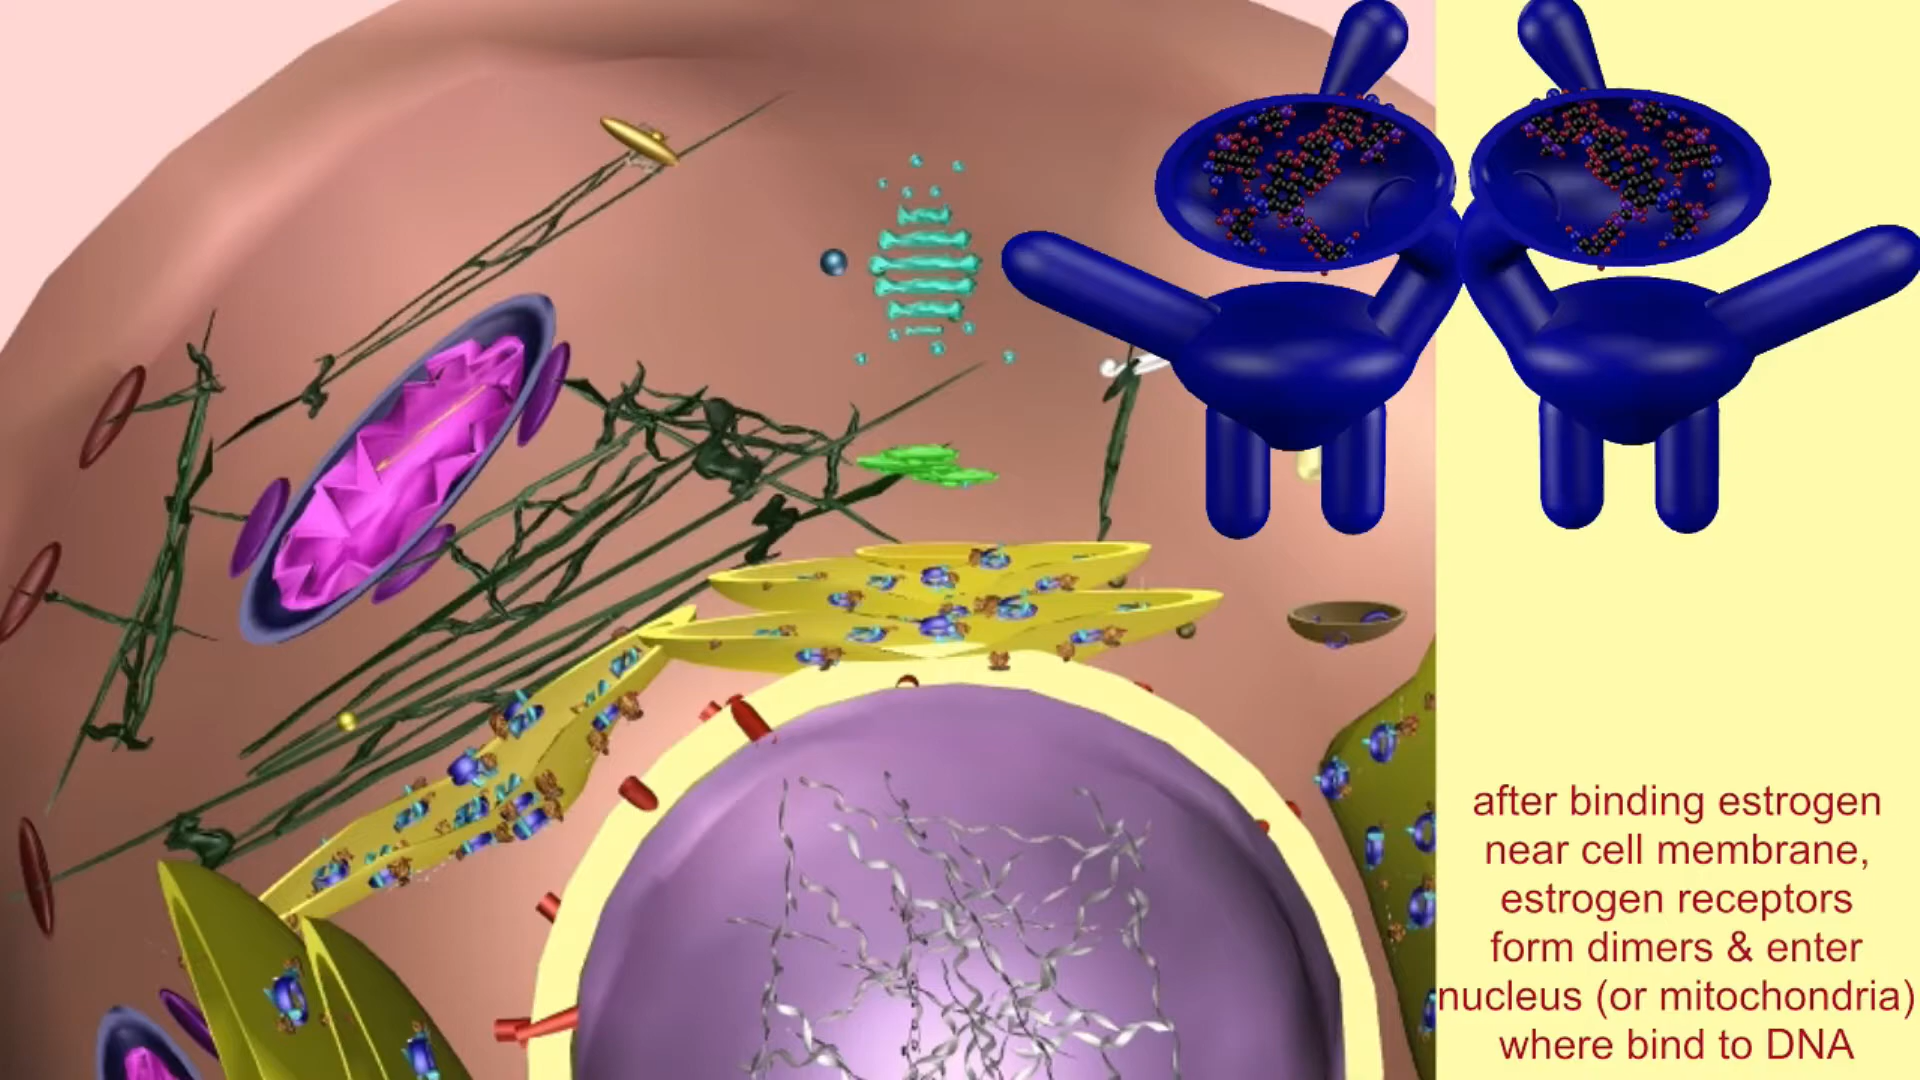 after binding estrogen
near cell membrane,
estrogen receptors
form dimers & enter
nucleus (or mitochondria)
where bind to DNA